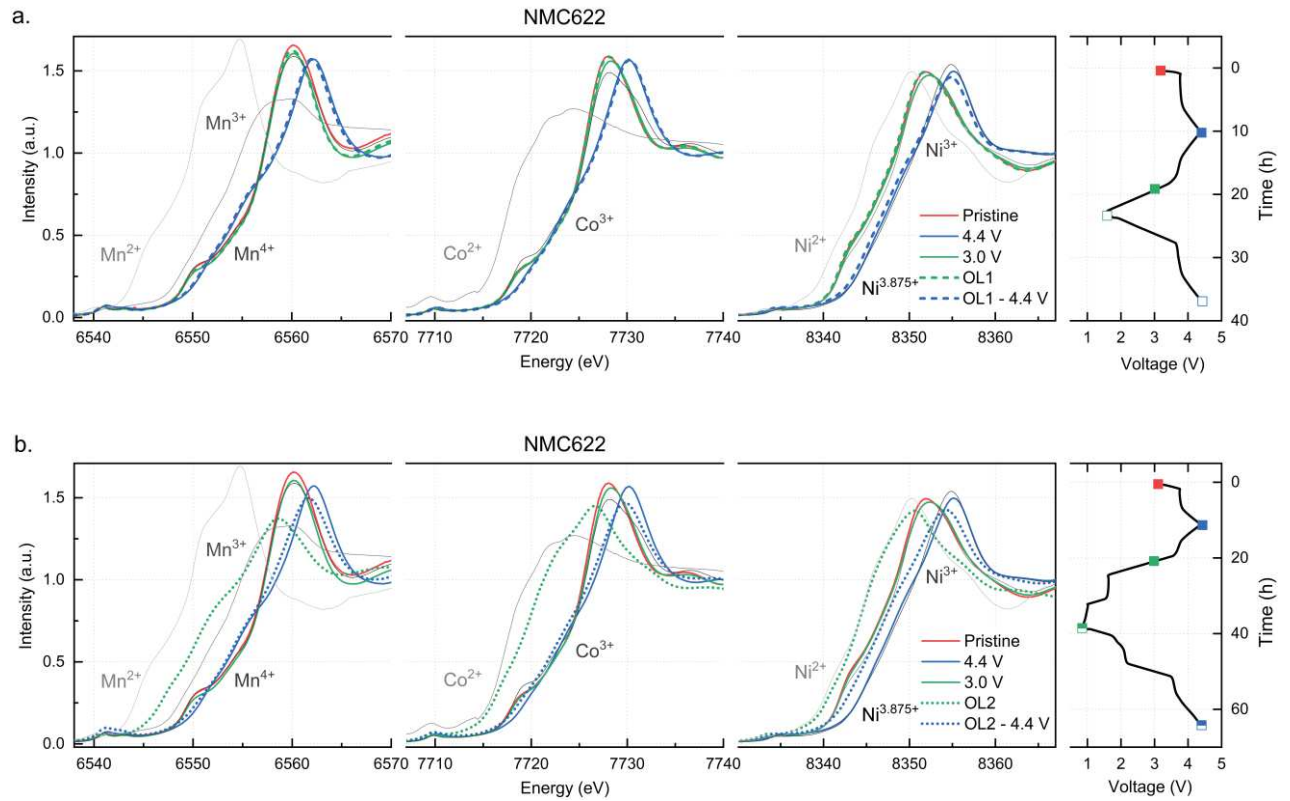 a.
NMC622
Intensity (a.u.)
1.5
1.0
0.5
0.0
Mn3+
Mn2+
Mn4+
Co2+
Co3+
Ni3+
Ni2+
Ni3.875+
Pristine
4.4 V
3.0 V
OL1
OL1 - 4.4 V
6540 6550 6560 6570
7710 7720 7730 7740
8340 8350 8360
Energy (eV)
0
10
20
30
40
Time (h)
1 2 3 4 5
Voltage (V)
b.
NMC622
Intensity (a.u.)
1.5
1.0
0.5
0.0
Mn3+
Mn2+
Mn4+
Co2+
Co3+
Ni3+
Ni2+
Ni3.875+
Pristine
4.4 V
3.0 V
OL2
OL2 - 4.4 V
6540 6550 6560 6570
7710 7720 7730 7740
8340 8350 8360
Energy (eV)
0
20
40
60
Time (h)
1 2 3 4 5
Voltage (V)